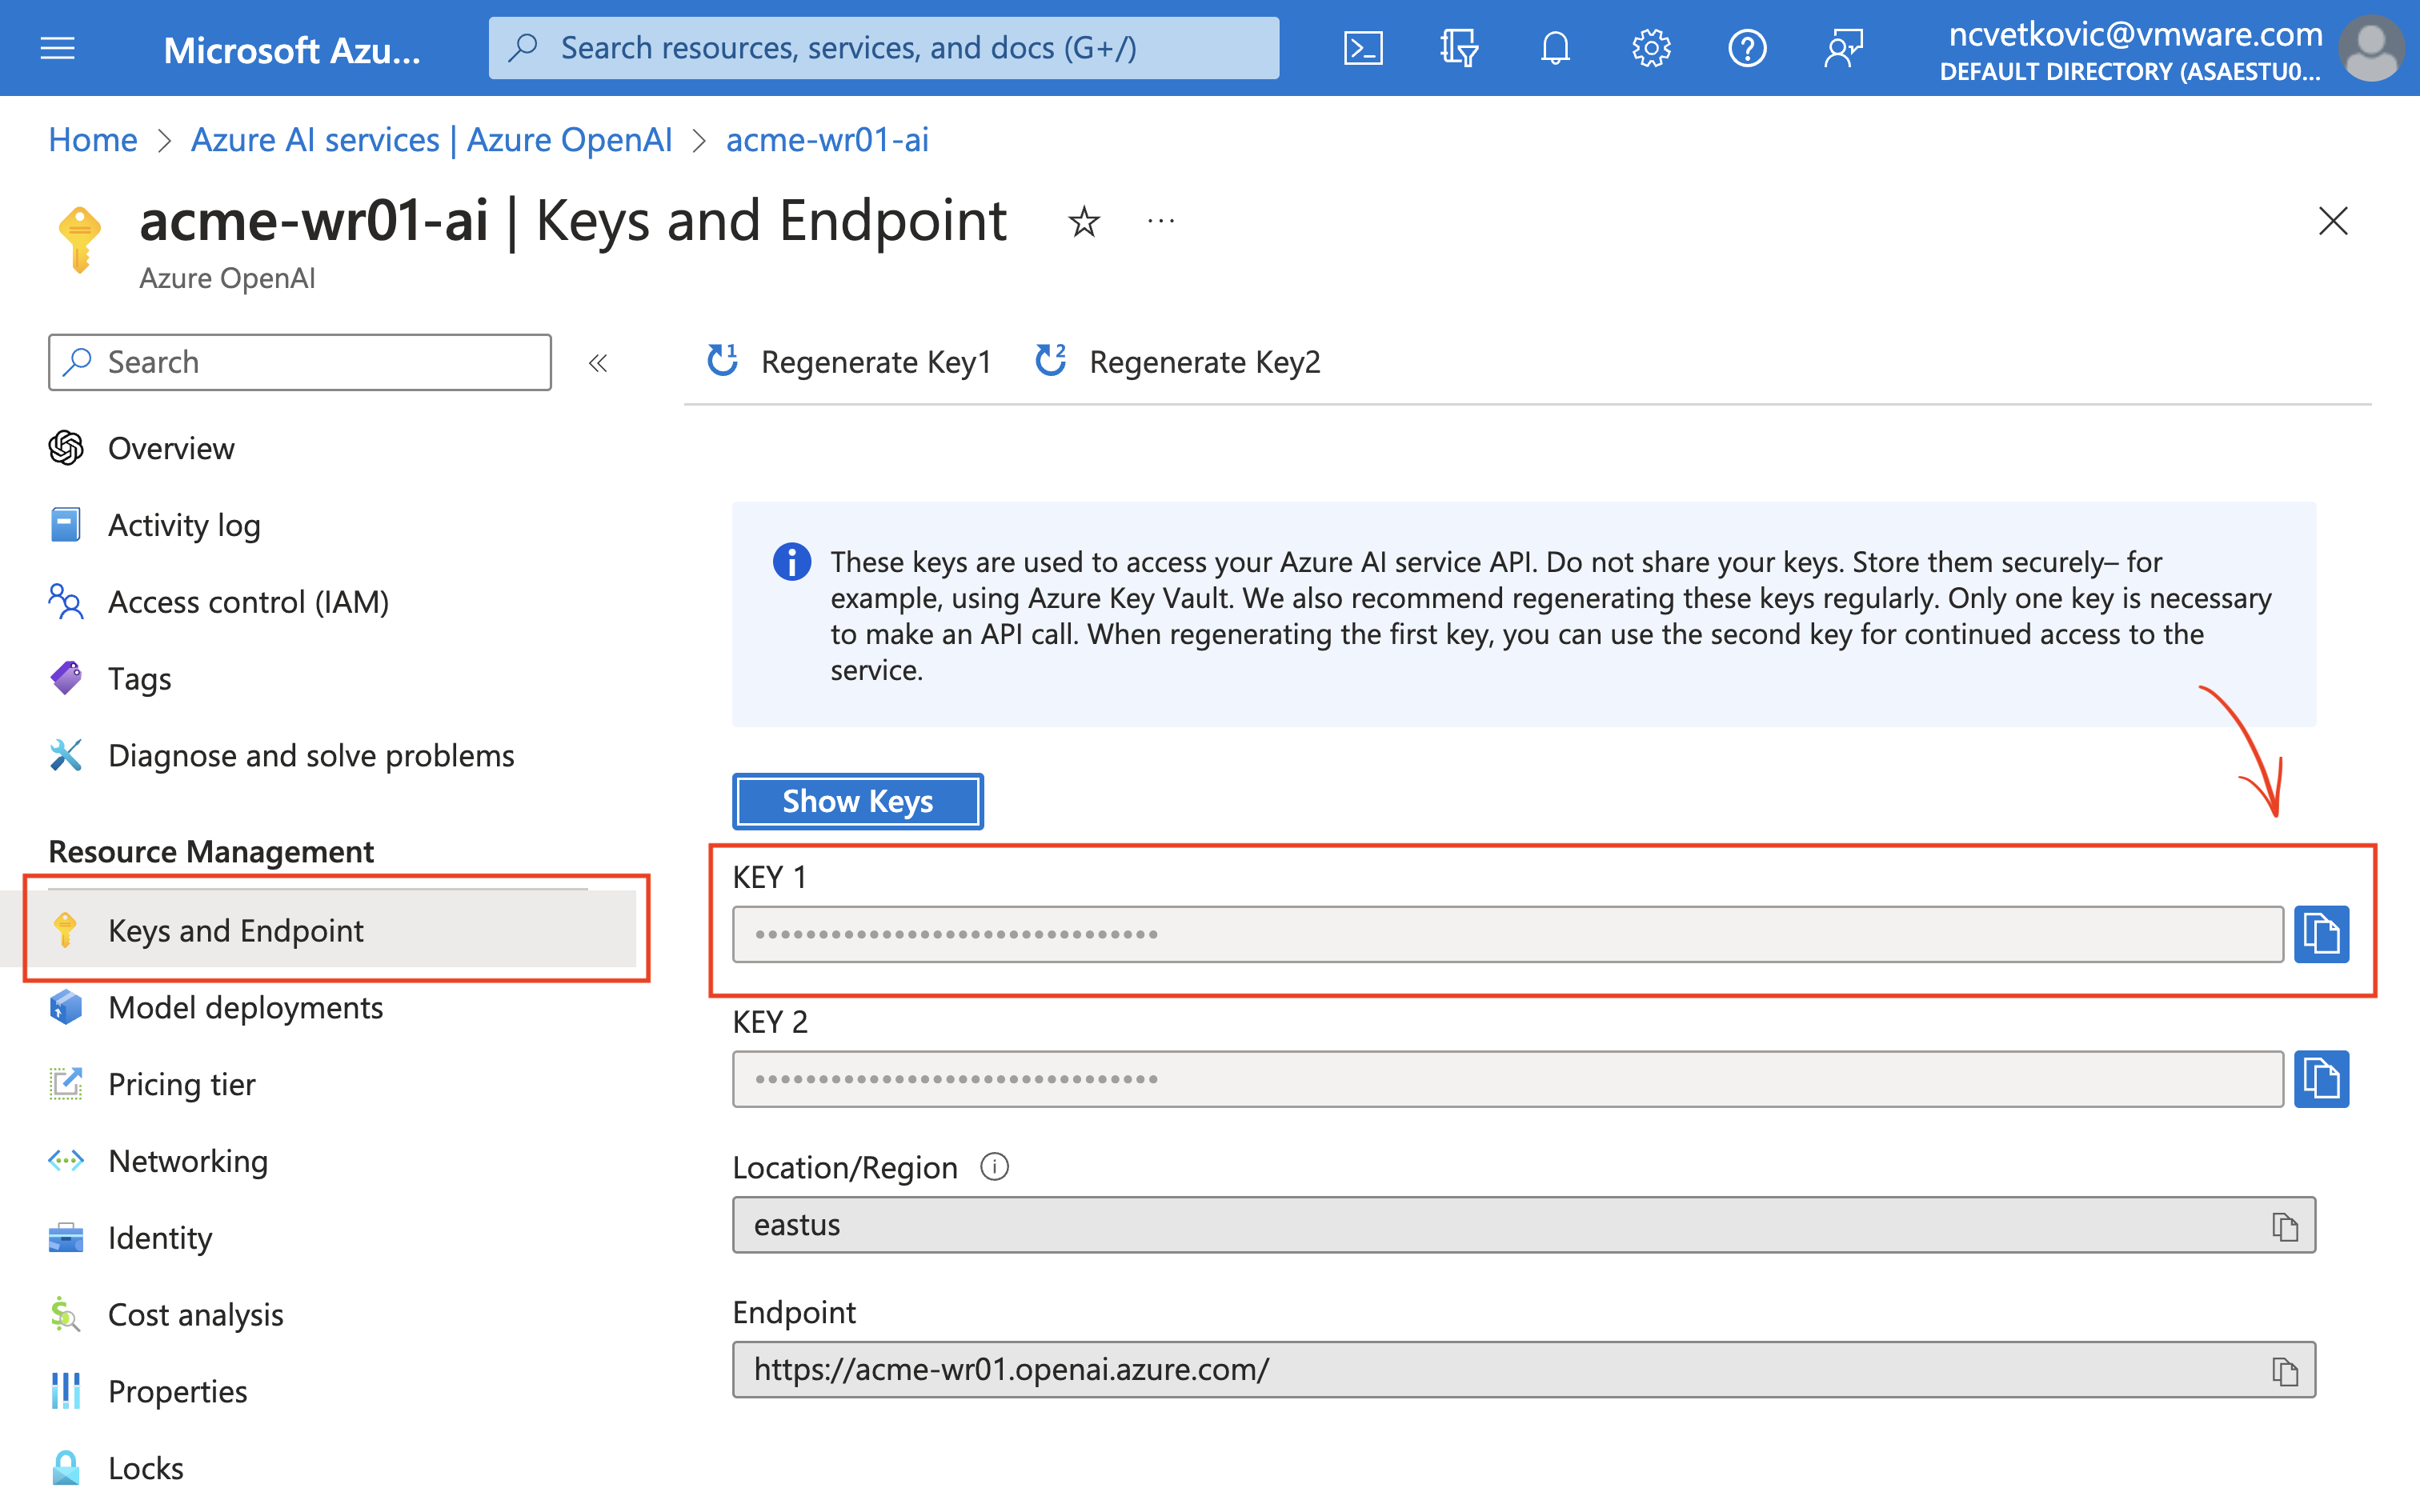 Microsoft Azu...
Search resources, services, and docs (G+/)
ncvetkovic@vmware.com
DEFAULT DIRECTORY (ASAESTU0...
Home > Azure AI services | Azure OpenAI > acme-wr01-ai
acme-wr01-ai | Keys and Endpoint
Azure OpenAI
Search
Regenerate Key1
Regenerate Key2
Overview
Activity log
Access control (IAM)
Tags
Diagnose and solve problems
Resource Management
Keys and Endpoint
Model deployments
Pricing tier
Networking
Identity
Cost analysis
Properties
Locks
These keys are used to access your Azure AI service API. Do not share your keys. Store them securely– for
example, using Azure Key Vault. We also recommend regenerating these keys regularly. Only one key is necessary
to make an API call. When regenerating the first key, you can use the second key for continued access to the
service.
Show Keys
KEY 1
KEY 2
Location/Region
eastus
Endpoint
https://acme-wr01.openai.azure.com/